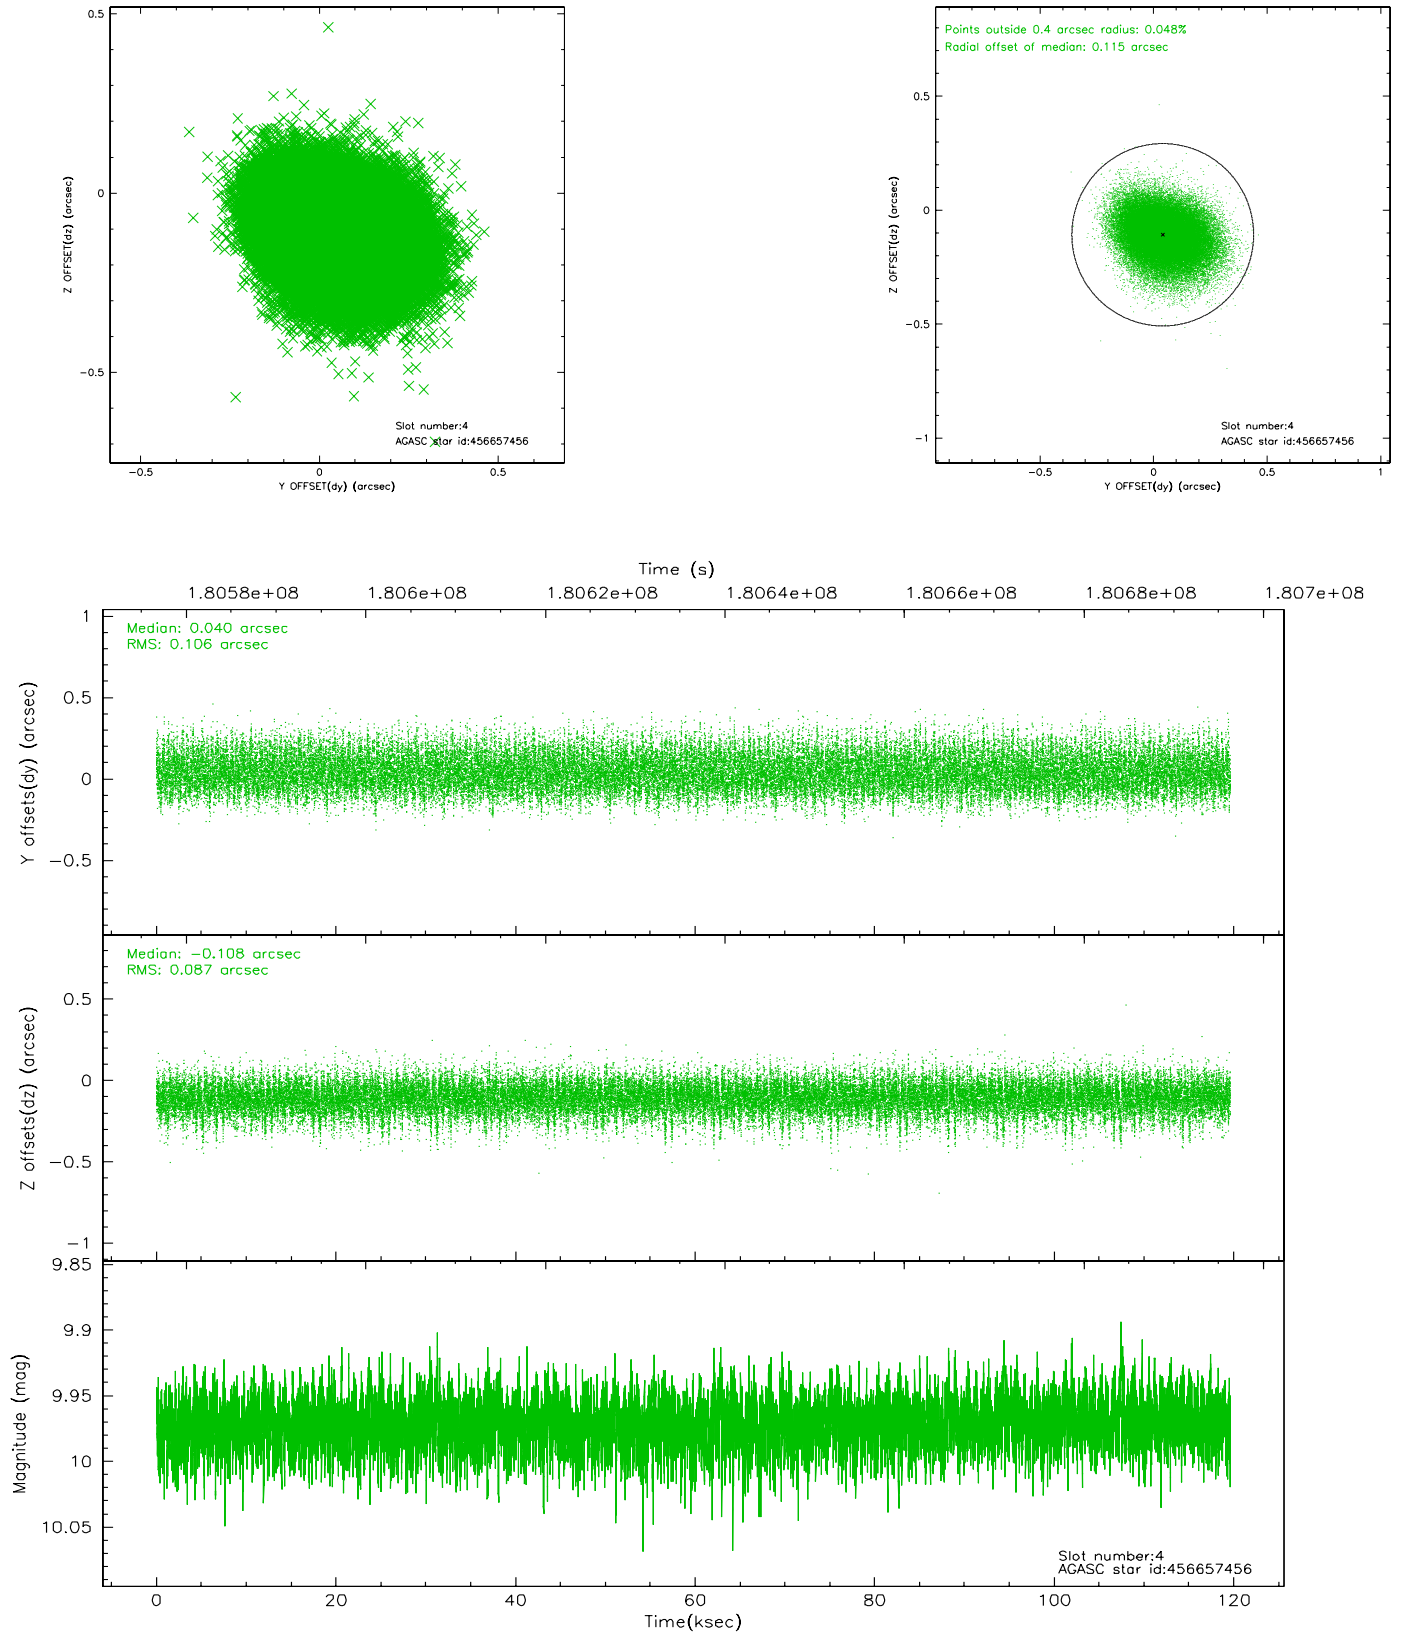 0.5
0
-0.5
-0.5
0
0.5
Z OFFSET(dz) (arcsec)
Y OFFSET(dy) (arcsec)
Slot number:4
AGASC star id:456657456
Points outside 0.4 arcsec radius: 0.048%
Radial offset of median: 0.115 arcsec
0.5
0
-0.5
-1
-0.5
0
0.5
1
Z OFFSET(dz) (arcsec)
Y OFFSET(dy) (arcsec)
Slot number:4
AGASC star id:456657456
Time (s)
1.8058e+08
1.806e+08
1.8062e+08
1.8064e+08
1.8066e+08
1.8068e+08
1.807e+08
Median: 0.040 arcsec
RMS: 0.106 arcsec
1
0.5
0
-0.5
Y offsets(dy) (arcsec)
Median: -0.108 arcsec
RMS: 0.087 arcsec
0.5
0
-0.5
-1
Z offsets(dz) (arcsec)
9.85
9.9
9.95
10
10.05
Magnitude (mag)
Slot number:4
AGASC star id:456657456
0
20
40
60
80
100
120
Time(ksec)